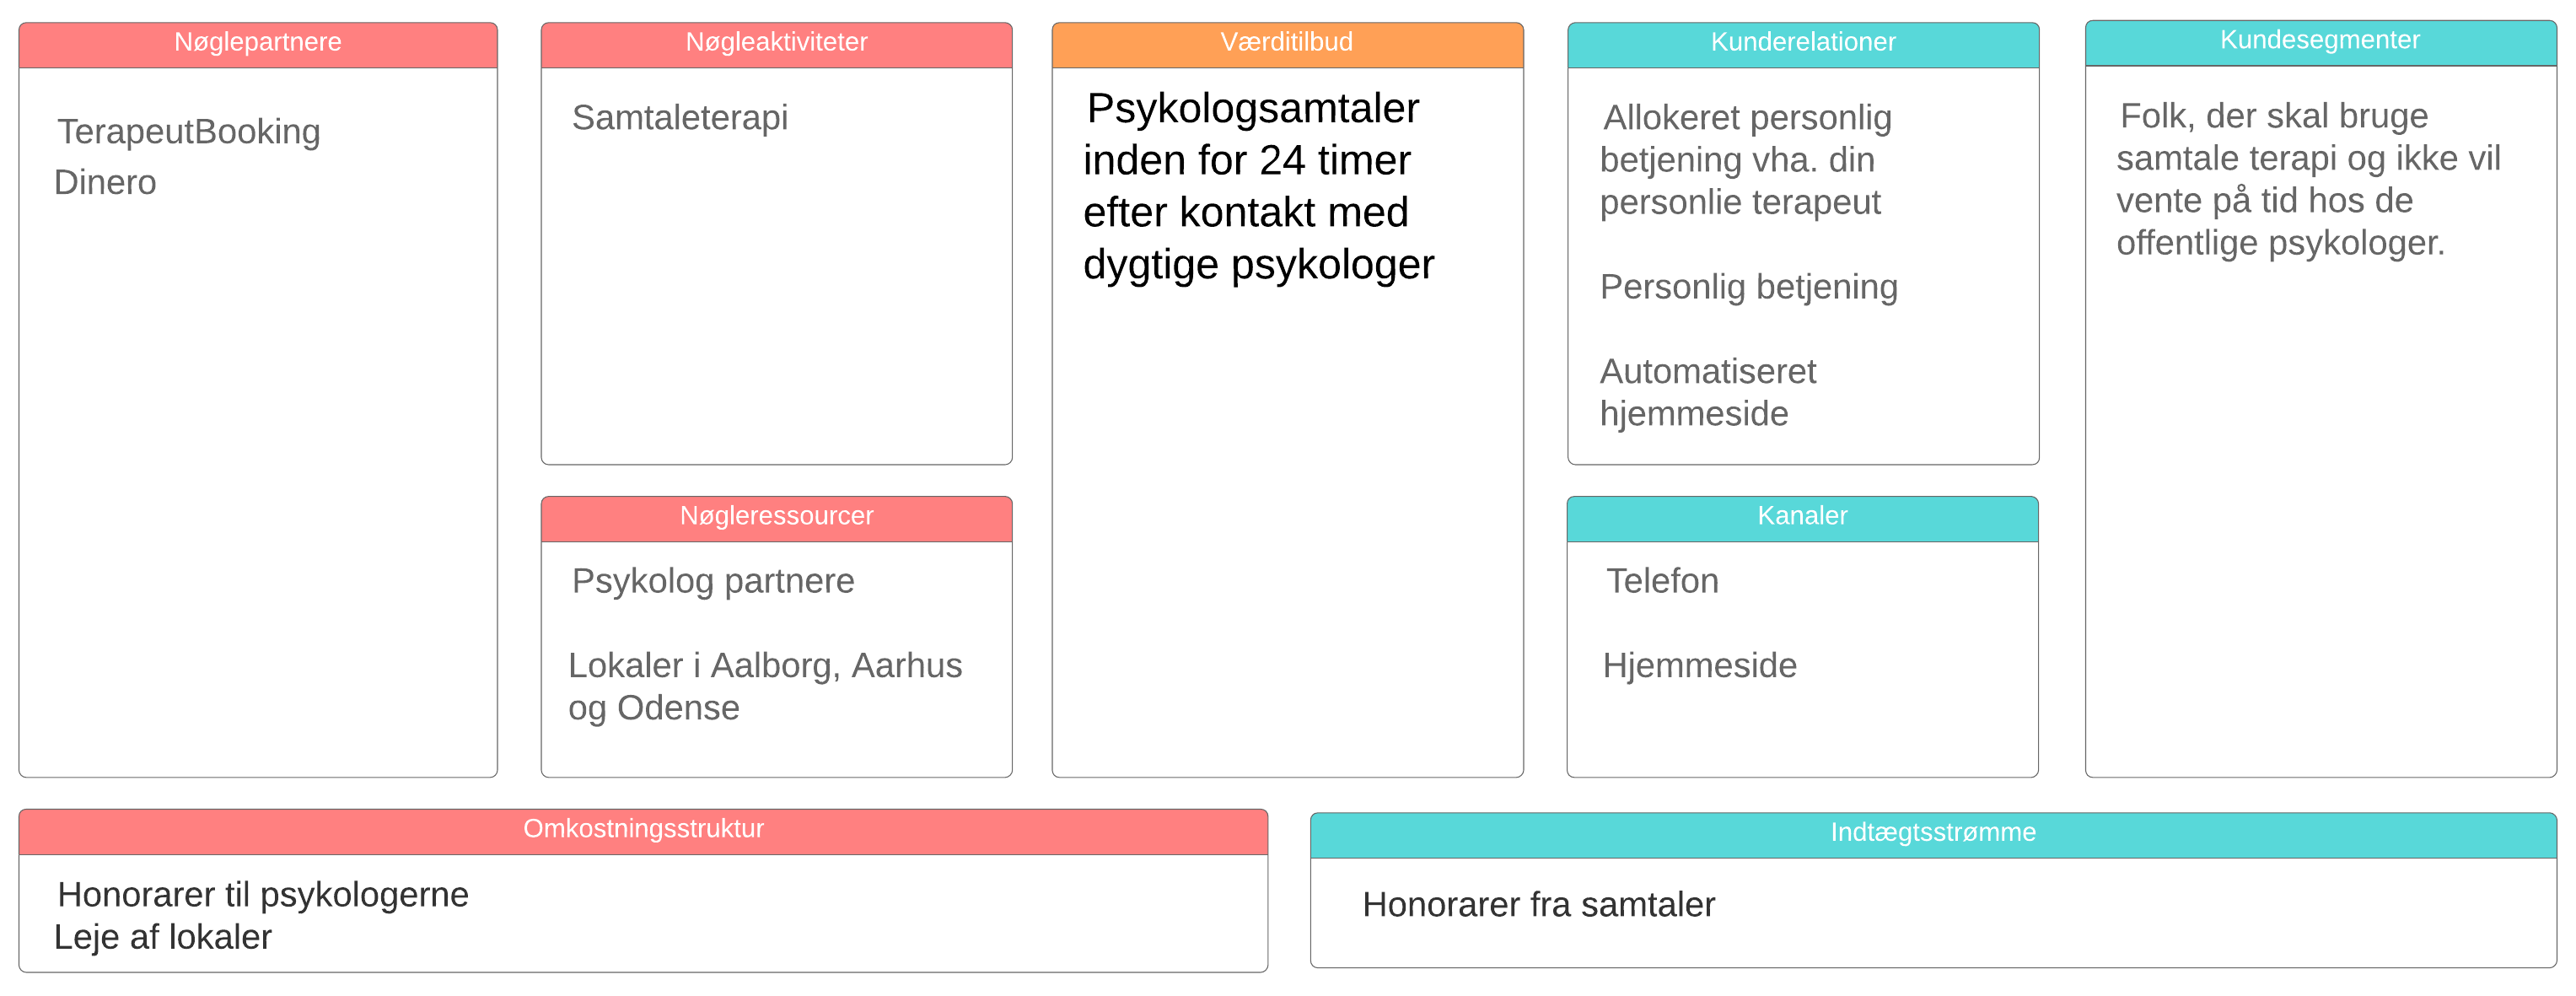 Nøglepartnere
TerapeutBooking
Dinero
Nøgleaktiviteter
Samtaleterapi
Nøgleressourcer
Psykolog partnere
Lokaler i Aalborg, Aarhus
og Odense
Værditilbud
Psykologsamtaler
inden for 24 timer
efter kontakt med
dygtige psykologer
Kunderelationer
Allokeret personlig
betjening vha. din
personlie terapeut
Personlig betjening
Automatiseret
hjemmeside
Kanaler
Telefon
Hjemmeside
Kundesegmenter
Folk, der skal bruge
samtale terapi og ikke vil
vente på tid hos de
offentlige psykologer.
Omkostningsstruktur
Honorarer til psykologerne
Leje af lokaler
Indtægtsstrømme
Honorarer fra samtaler